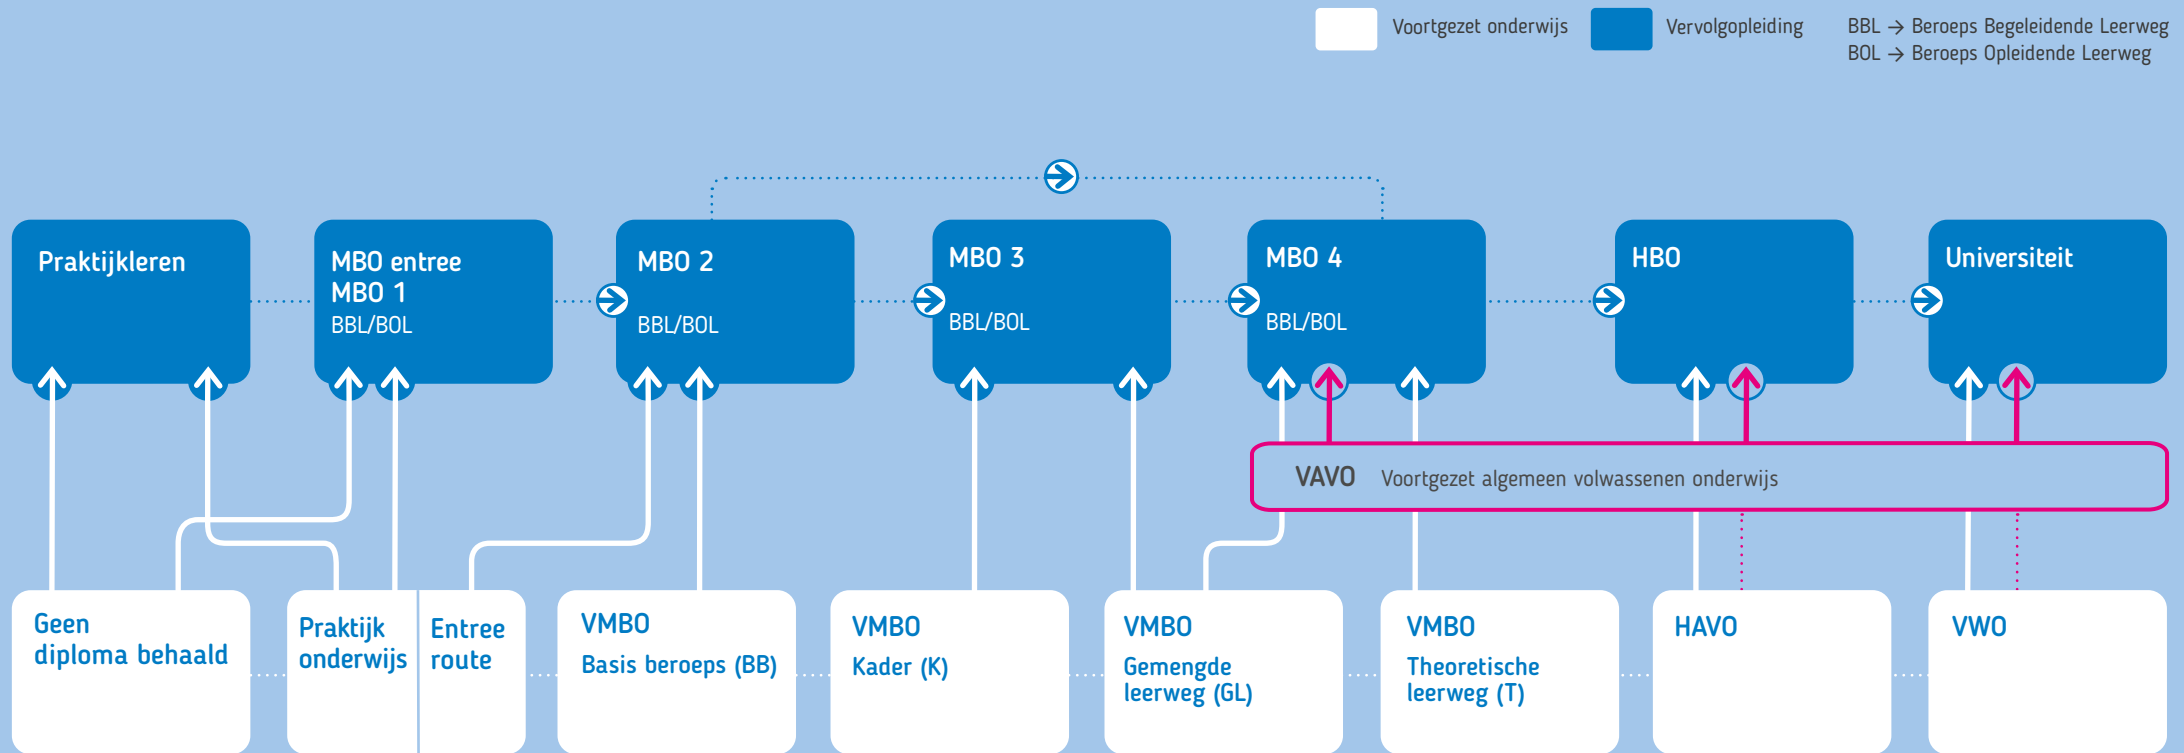 Voortgezet onderwijs
Vervolgopleiding
BBL → Beroeps Begeleidende Leerweg
BOL → Beroeps Opleidende Leerweg
Praktijkleren
MBO entree
MBO 1
BBL/BOL
MBO 2
BBL/BOL
MBO 3
BBL/BOL
MBO 4
BBL/BOL
HBO
Universiteit
VAVO Voortgezet algemeen volwassenen onderwijs
Geen
diploma behaald
Praktijk
onderwijs
Entree
route
VMBO
Basis beroeps (BB)
VMBO
Kader (K)
VMBO
Gemengde
leerweg (GL)
VMBO
Theoretische
leerweg (T)
HAVO
VWO